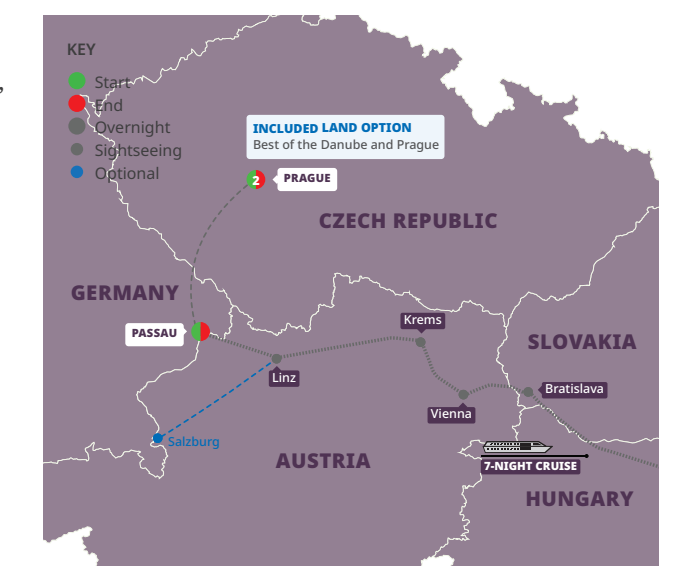 ,
KEY
Start
End
Overnight
Sightseeing
Optional
INCLUDED LAND OPTION
Best of the Danube and Prague
2
PRAGUE
CZECH REPUBLIC
GERMANY
PASSAU
Krems
SLOVAKIA
Linz
Bratislava
Vienna
Salzburg
AUSTRIA
7-NIGHT CRUISE
HUNGARY